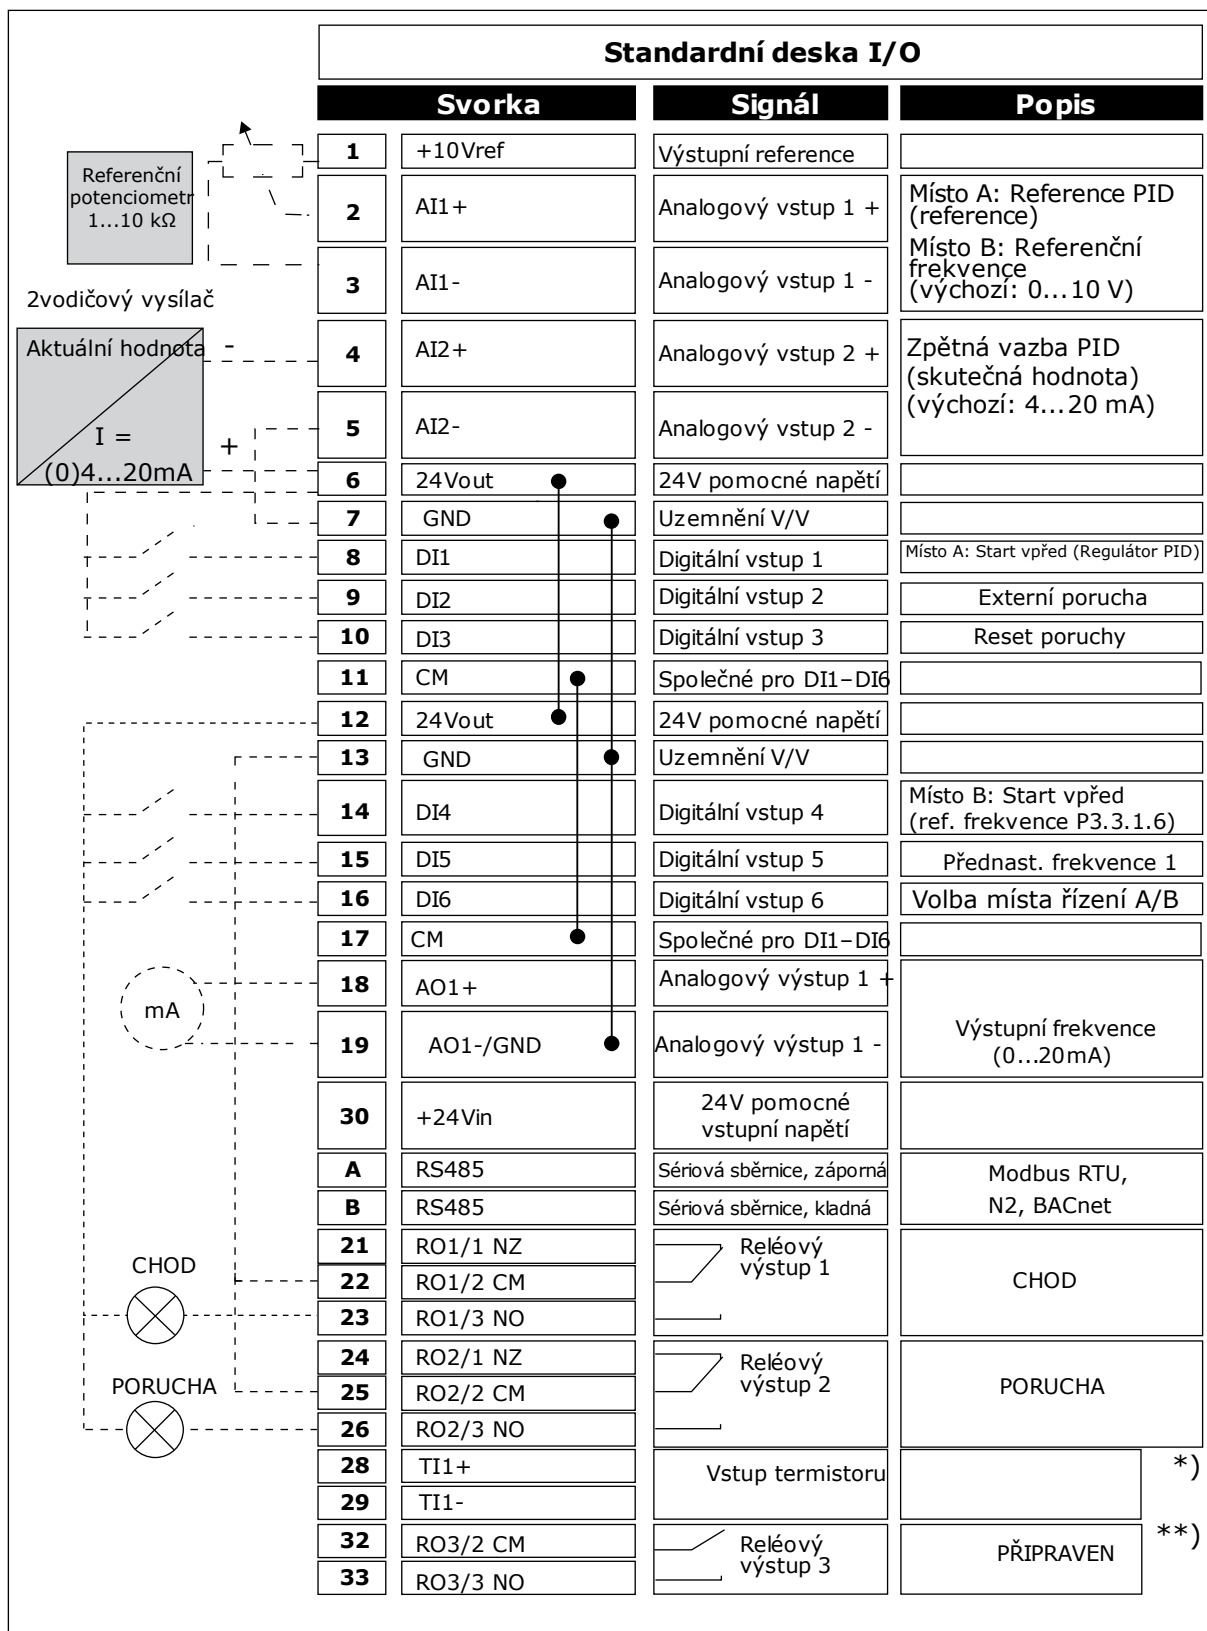 Standardní deska I/O
Svorka Signál Popis
1 +10Vref Výstupní reference
Referenční
potenciometr
1...10 kΩ
2 AI1+ Analogový vstup 1 +
Místo A: Reference PID
(reference)
Místo B: Referenční
frekvence
(výchozí: 0...10 V)
3 AI1- Analogový vstup 1 -
2vodičový vysílač
Aktuální hodnota -
I =
(0)4...20mA
+
4 AI2+ Analogový vstup 2 +
Zpětná vazba PID
(skutečná hodnota)
(výchozí: 4...20 mA)
5 AI2- Analogový vstup 2 -
6 24Vout 24V pomocné napětí
7 GND Uzemnění V/V
8 DI1 Digitální vstup 1 Místo A: Start vpřed (Regulátor PID)
9 DI2 Digitální vstup 2 Externí porucha
10 DI3 Digitální vstup 3 Reset poruchy
11 CM Společné pro DI1–DI6
12 24Vout 24V pomocné napětí
13 GND Uzemnění V/V
14 DI4 Digitální vstup 4
Místo B: Start vpřed
(ref. frekvence P3.3.1.6)
15 DI5 Digitální vstup 5 Přednast. frekvence 1
16 DI6 Digitální vstup 6 Volba místa řízení A/B
17 CM Společné pro DI1–DI6
mA
18 AO1+ Analogový výstup 1 +
19 AO1-/GND Analogový výstup 1 -
Výstupní frekvence
(0...20mA)
30 +24Vin
24V pomocné
vstupní napětí
A RS485 Sériová sběrnice, záporná
B RS485 Sériová sběrnice, kladná
Modbus RTU,
N2, BACnet
21 RO1/1 NZ
Reléový
výstup 1
CHOD
22 RO1/2 CM
CHOD
23 RO1/3 NO
24 RO2/1 NZ
Reléový
výstup 2
PORUCHA
25 RO2/2 CM
PORUCHA
26 RO2/3 NO
28 TI1+ Vstup termistoru *)
29 TI1-
32 RO3/2 CM
Reléový
výstup 3
PŘIPRAVEN **)
33 RO3/3 NO